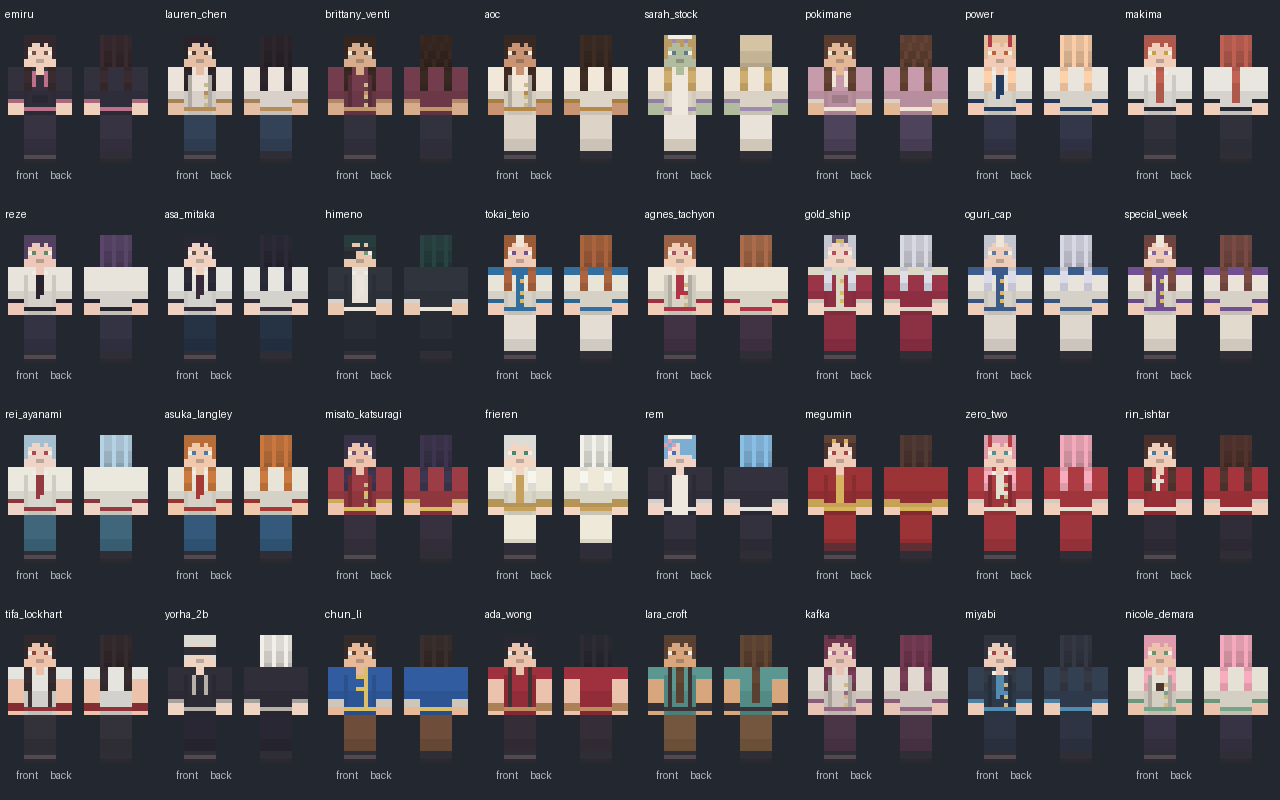 emiru lauren_chen brittany_venti aoc sarah_stock pokimane power makima
front back front back front back front back front back front back front back front back
reze asa_mitaka himeno tokai_teio agnes_tachyon gold_ship oguri_cap special_week
front back front back front back front back front back front back front back front back
rei_ayanami asuka_langley misato_katsuragi frieren rem megumin zero_two rin_ishtar
front back front back front back front back front back front back front back front back
tifa_lockhart yorha_2b chun_li ada_wong lara_croft kafka miyabi nicole_demara
front back front back front back front back front back front back front back front back